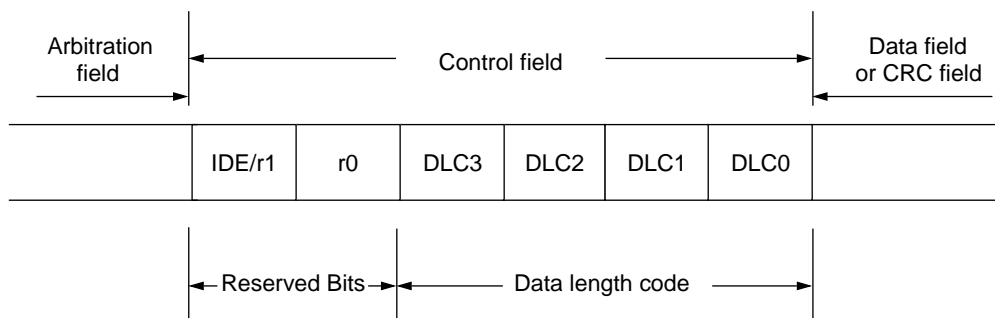 Arbitration
field
Control field
Data field
or CRC field
IDE/r1 r0 DLC3 DLC2 DLC1 DLC0
Reserved Bits
Data length code